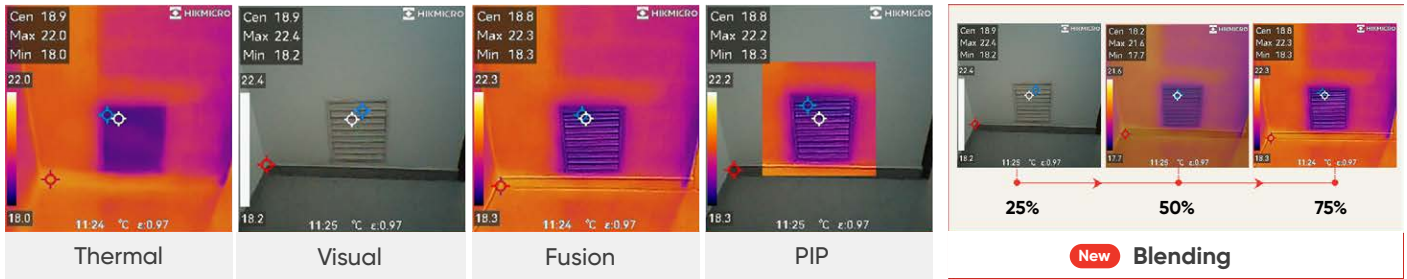 Cen 18.9
Max 22.0
Min 18.0
HIKMICRO
22.0
18.0
11:24 °C ε:0.97
Thermal
Cen 18.9
Max 22.4
Min 18.2
HIKMICRO
22.4
18.2
11:25 °C ε:0.97
Visual
Cen 18.8
Max 22.3
Min 18.3
HIKMICRO
22.3
18.3
11:24 °C ε:0.97
Fusion
Cen 18.8
Max 22.2
Min 18.3
HIKMICRO
22.2
18.3
11:25 °C ε:0.97
PIP
Cen 18.9
Max 22.4
Min 18.2
HIKMICRO
22.4
18.2
11:25 °C ε:0.97
Cen 18.2
Max 21.6
Min 17.7
HIKMICRO
21.6
17.7
11:25 °C ε:0.97
Cen 18.8
Max 22.3
Min 18.3
HIKMICRO
22.3
18.3
11:24 °C ε:0.97
25%
50%
75%
New Blending